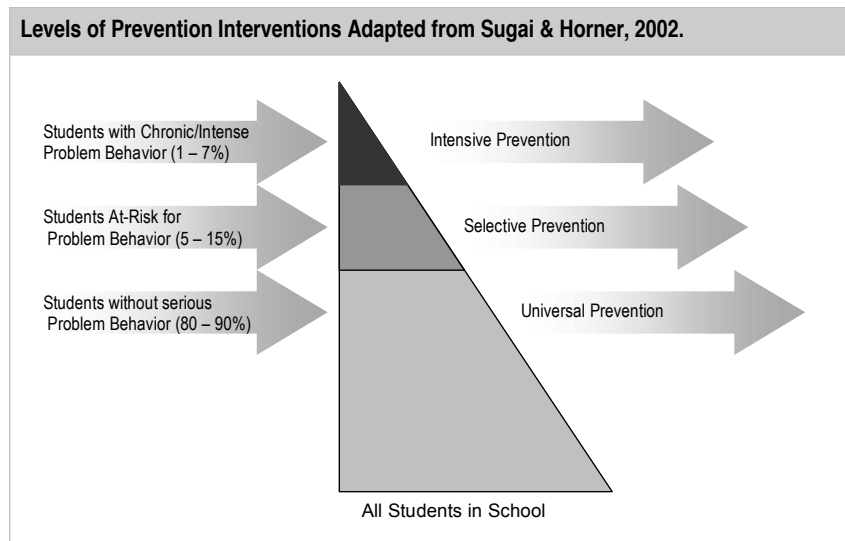 Levels of Prevention Interventions Adapted from Sugai & Horner, 2002.
Students with Chronic/Intense
Problem Behavior (1 – 7%)
Intensive Prevention
Students At-Risk for
Problem Behavior (5 – 15%)
Selective Prevention
Students without serious
Problem Behavior (80 – 90%)
Universal Prevention
All Students in School